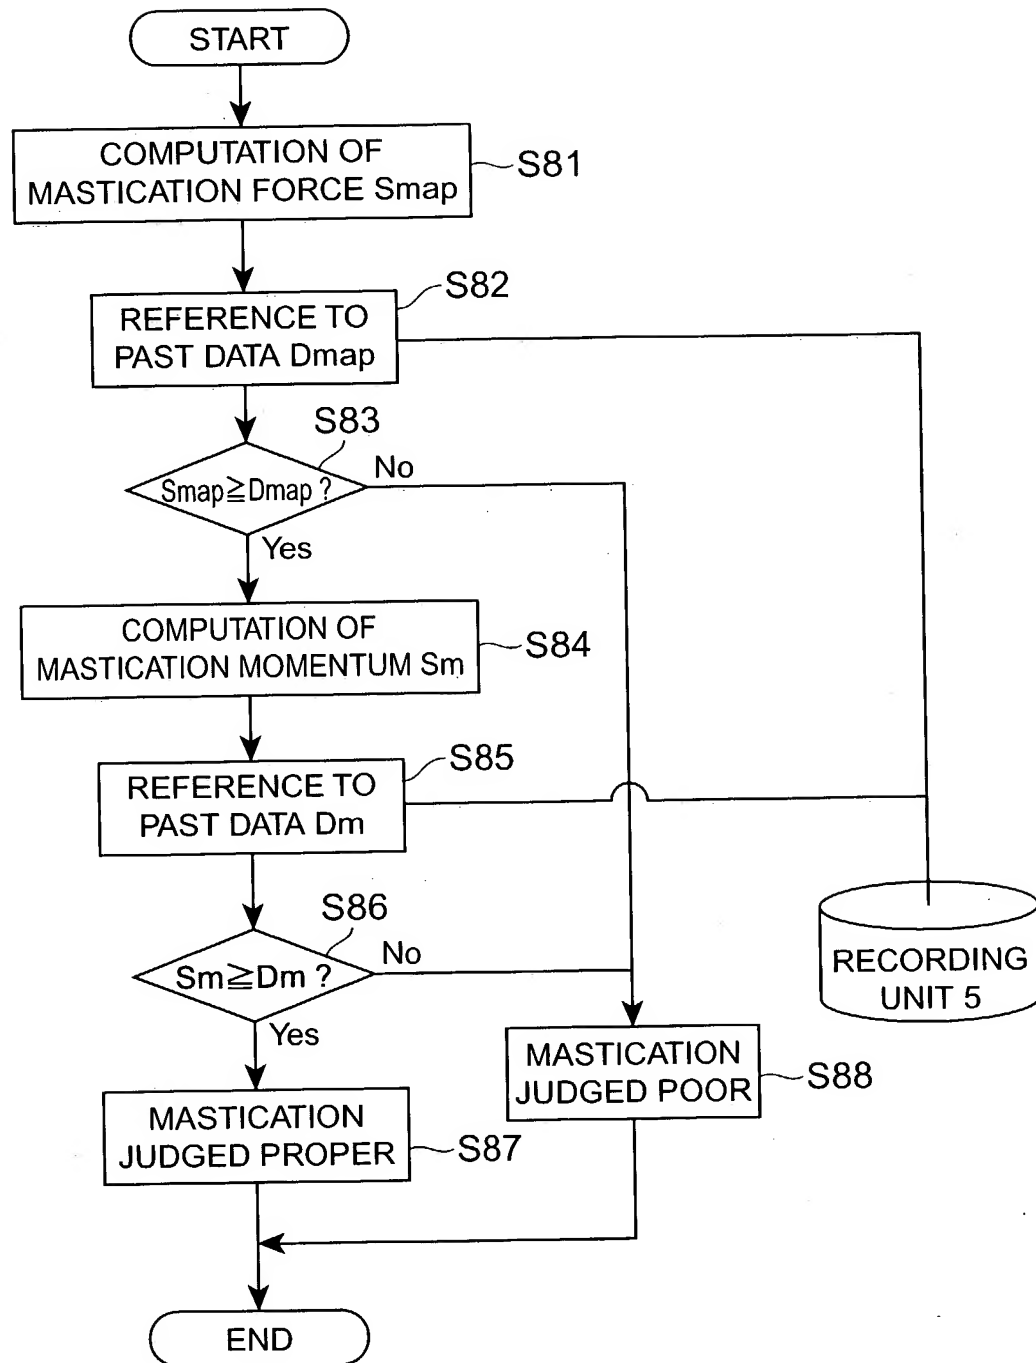 START
COMPUTATION OF
MASTICATION FORCE Smap
S81
S82
REFERENCE TO
PAST DATA Dmap
S83
Smap≧Dmap ?
No
Yes
COMPUTATION OF
MASTICATION MOMENTUM Sm
S84
S85
REFERENCE TO
PAST DATA Dm
S86
Sm≧Dm ?
No
Yes
RECORDING
UNIT 5
MASTICATION
JUDGED POOR
S88
MASTICATION
JUDGED PROPER
S87
END